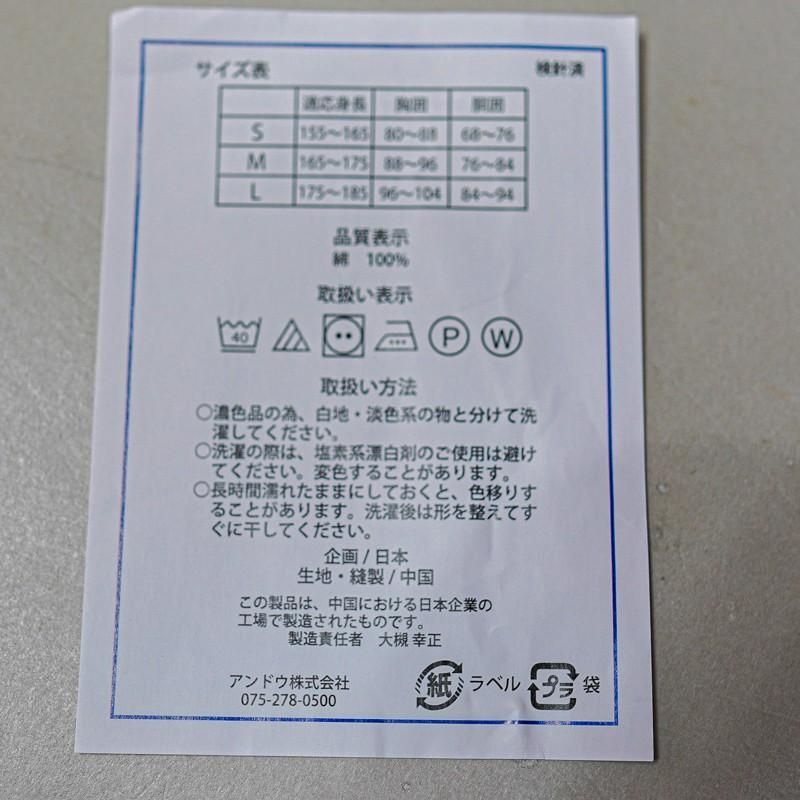 サイズ表 検針済
適応身長 胸囲 胴囲
S 155～165 80～88 68～76
M 165～175 88～96 76～84
L 175～185 96～104 84～94
品質表示
綿 100%
取扱い表示
40 P W
取扱い方法
○濃色品の為、白地・淡色系の物と分けて洗
濯してください。
○洗濯の際は、塩素系漂白剤のご使用は避け
てください。変色することがあります。
○長時間濡れたままにしておくと、色移りす
ることがあります。洗濯後は形を整えてす
ぐに干してください。
企画/日本
生地・縫製/中国
この製品は、中国における日本企業の
工場で製造されたものです。
製造責任者 大槻 幸正
アンドウ株式会社
075-278-0500
紙 ラベル プラ 袋